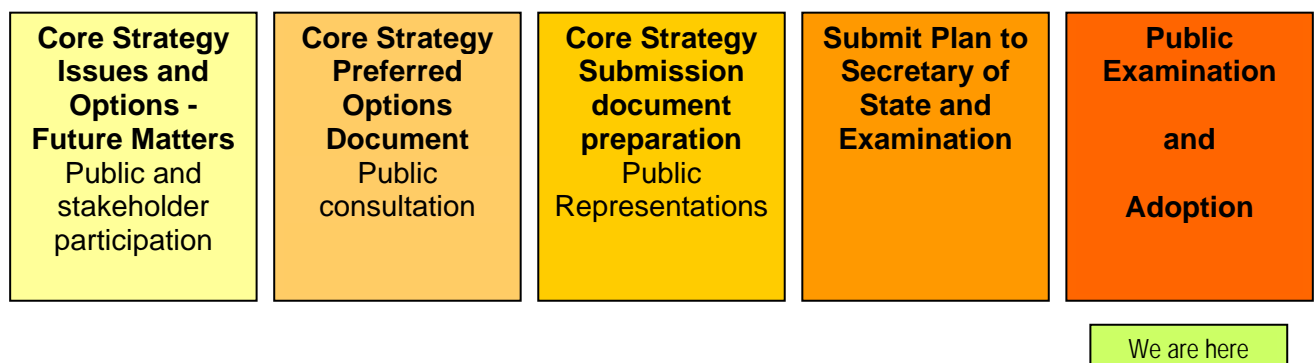 Core Strategy
Issues and
Options -
Future Matters
Public and
stakeholder
participation
Core Strategy
Preferred
Options
Document
Public
consultation
Core Strategy
Submission
document
preparation
Public
Representations
Submit Plan to
Secretary of
State and
Examination
Public
Examination
and
Adoption
We are here